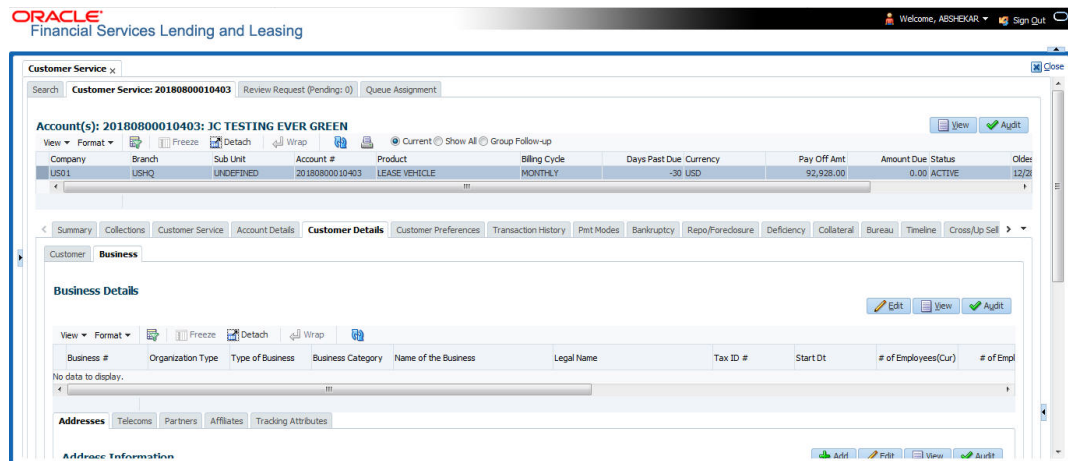 ORACLE®
Financial Services Lending and Leasing
Welcome, ABSHEKAR Sign Out
Customer Service x
Close
Search Customer Service: 20180800010403 Review Request (Pending: 0) Queue Assignment
Account(s): 20180800010403: JC TESTING EVER GREEN
View Audit
View Format Freeze Detach Wrap Current Show All Group Follow-up
Company Branch Sub Unit Account # Product Billing Cycle Days Past Due Currency Pay Off Amt Amount Due Status Oldes
US01 USHQ UNDEFINED 20180800010403 LEASE VEHICLE MONTHLY -30 USD 92,928.00 0.00 ACTIVE 12/28
Summary Collections Customer Service Account Details Customer Details Customer Preferences Transaction History Pmt Modes Bankruptcy Repo/Foreclosure Deficiency Collateral Bureau Timeline Cross/Up Sell
Customer Business
Business Details
Edit View Audit
View Format Freeze Detach Wrap
Business # Organization Type Type of Business Business Category Name of the Business Legal Name Tax ID # Start Dt # of Employees(Cur) # of Empl
No data to display.
Addresses Telecoms Partners Affiliates Tracking Attributes
Address Information
Add Edit View Audit